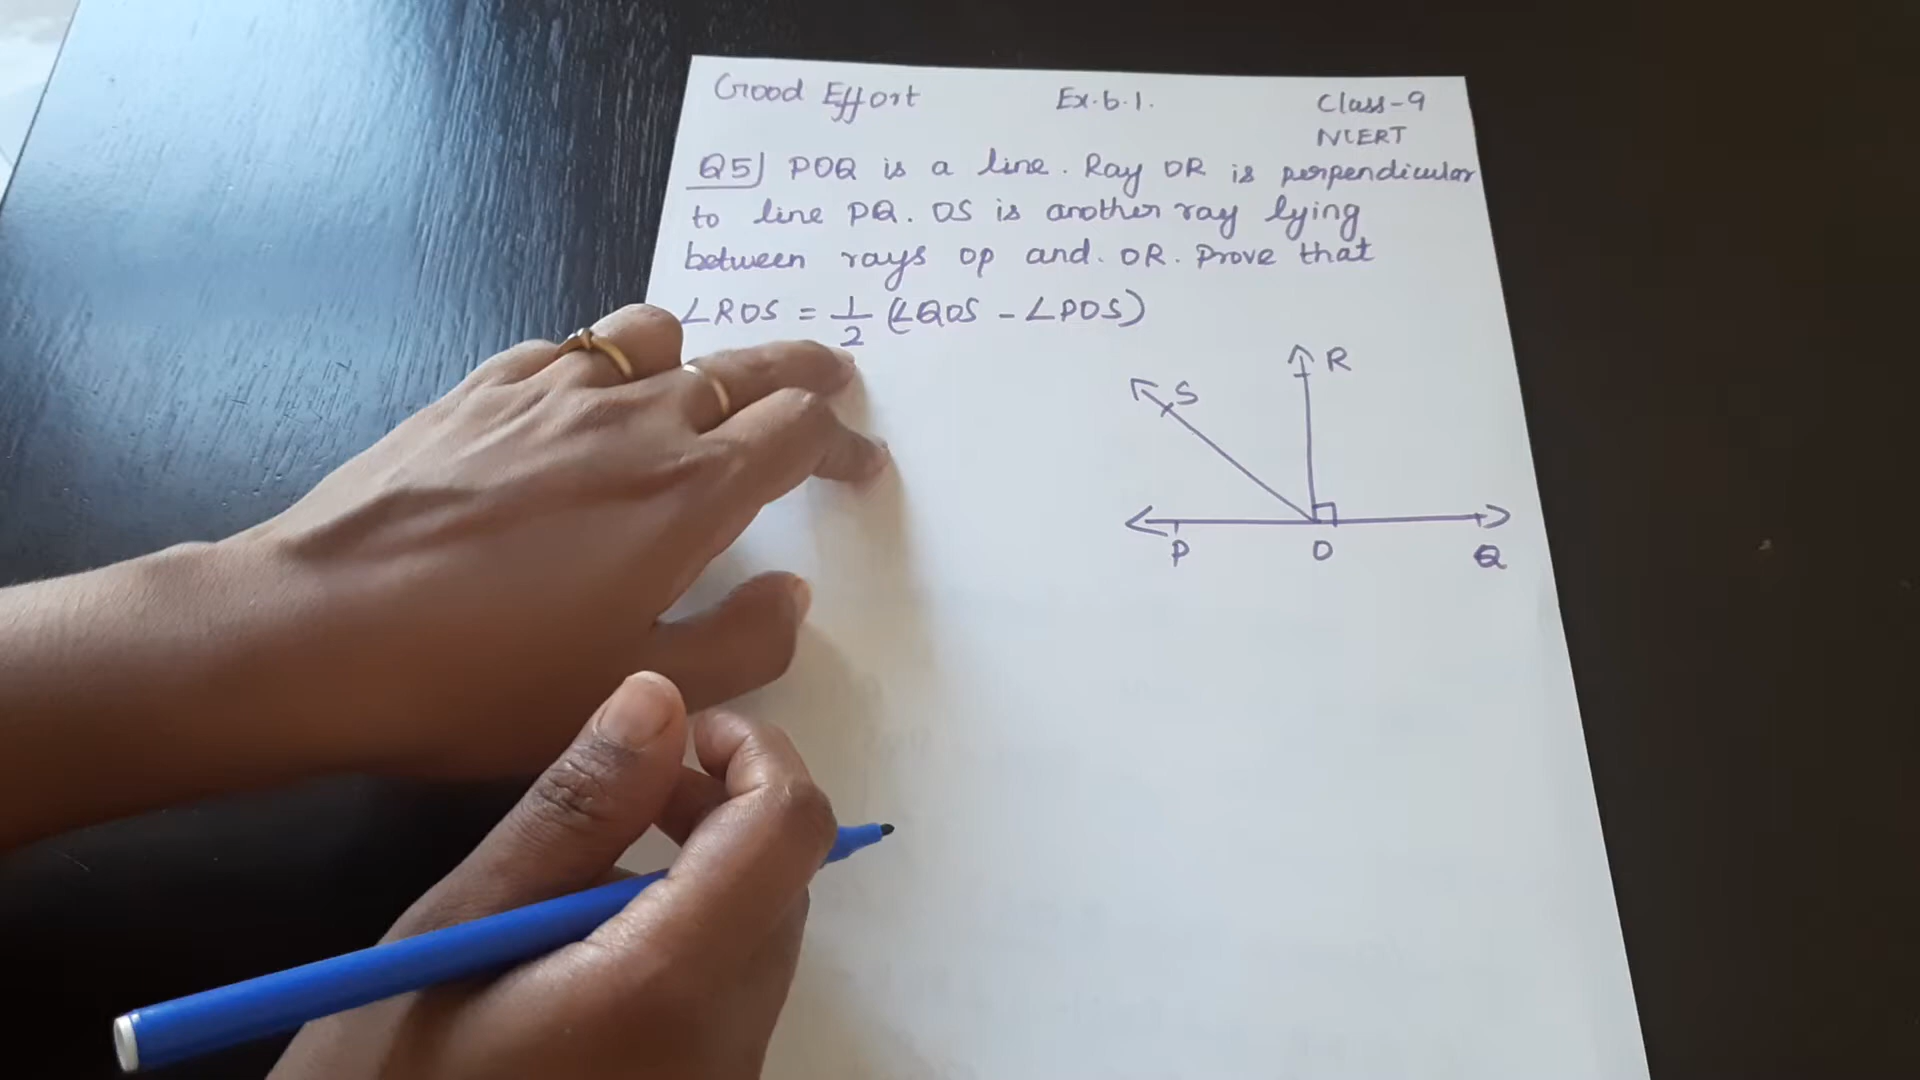 Good Effort Ex.6.1. Class-9
NCERT
Q5) POQ is a line. Ray OR is perpendicular
to line PQ. OS is another ray lying
between rays OP and. OR. Prove that
∠ROS = 1/2 (∠QOS - ∠POS)
R
S
P O Q